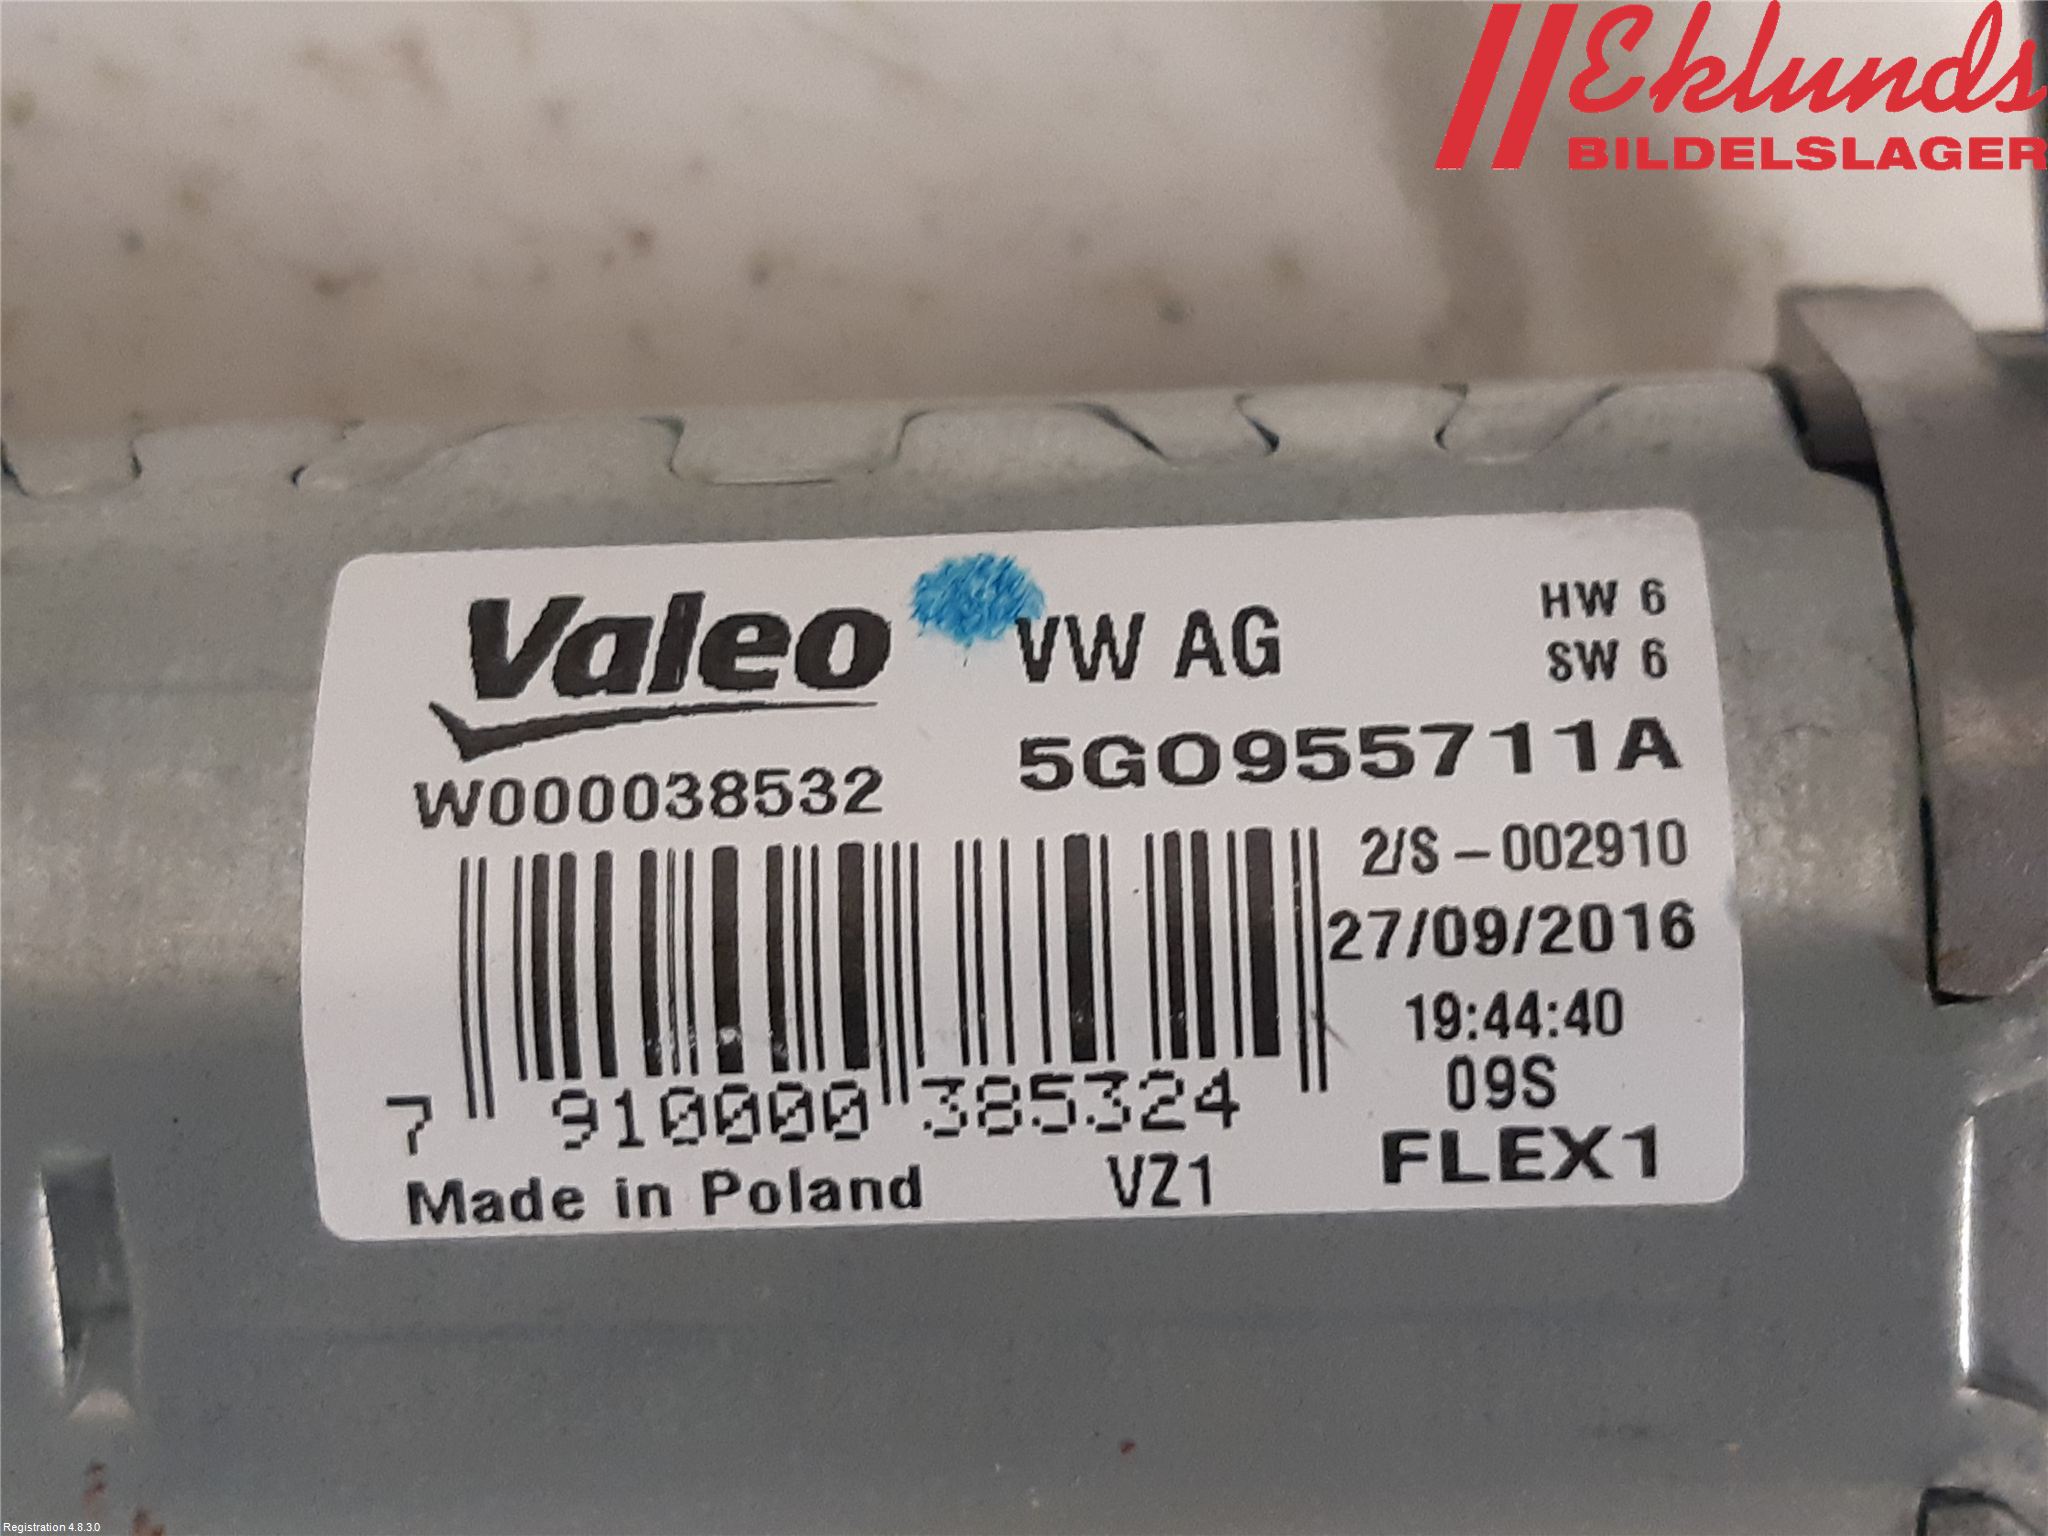 Eklunds
BILDELSLAGER
Valeo
VW AG
HW 6
SW 6
5G0955711A
W000038532
2/S - 002910
27/09/2016
19:44:40
09S
7 910000 385324
FLEX1
Made in Poland
VZ1
Registration 4.8.3.0